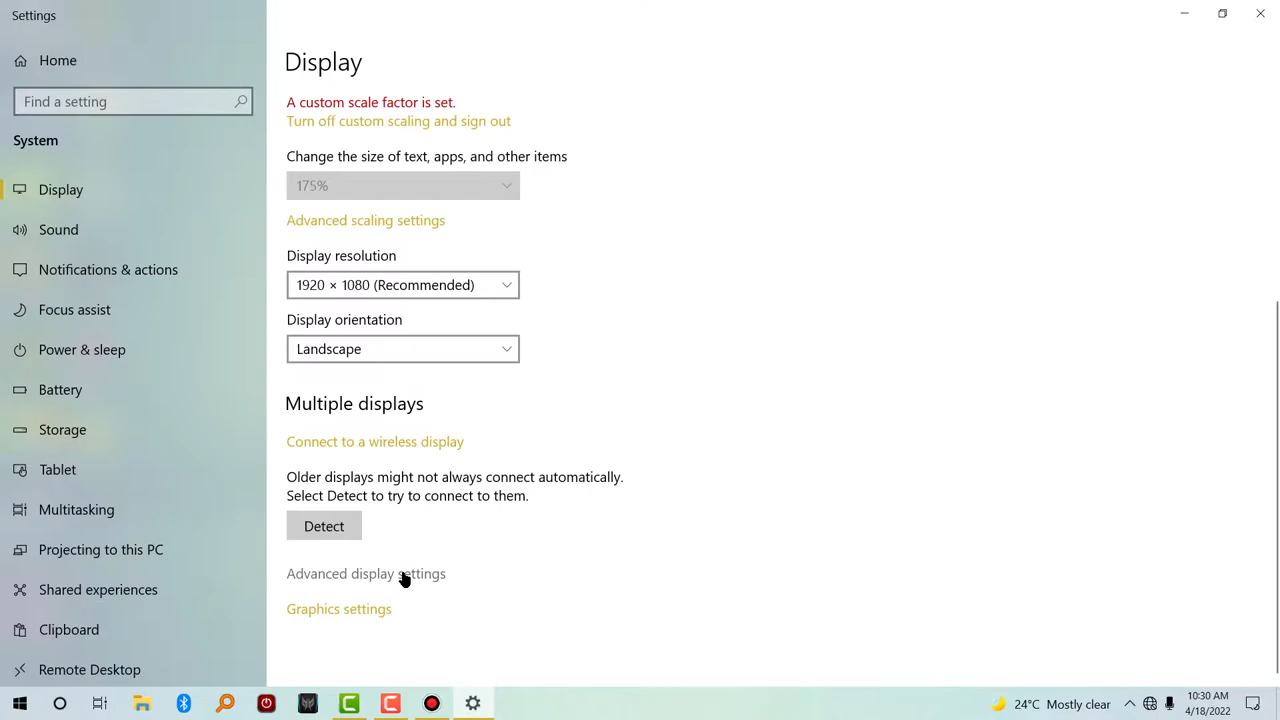 Settings
Home
Find a setting
System
Display
Sound
Notifications & actions
Focus assist
Power & sleep
Battery
Storage
Tablet
Multitasking
Projecting to this PC
Shared experiences
Clipboard
Remote Desktop
Display
A custom scale factor is set.
Turn off custom scaling and sign out
Change the size of text, apps, and other items
175%
Advanced scaling settings
Display resolution
1920 × 1080 (Recommended)
Display orientation
Landscape
Multiple displays
Connect to a wireless display
Older displays might not always connect automatically.
Select Detect to try to connect to them.
Detect
Advanced display settings
Graphics settings
24°C Mostly clear
10:30 AM
4/18/2022